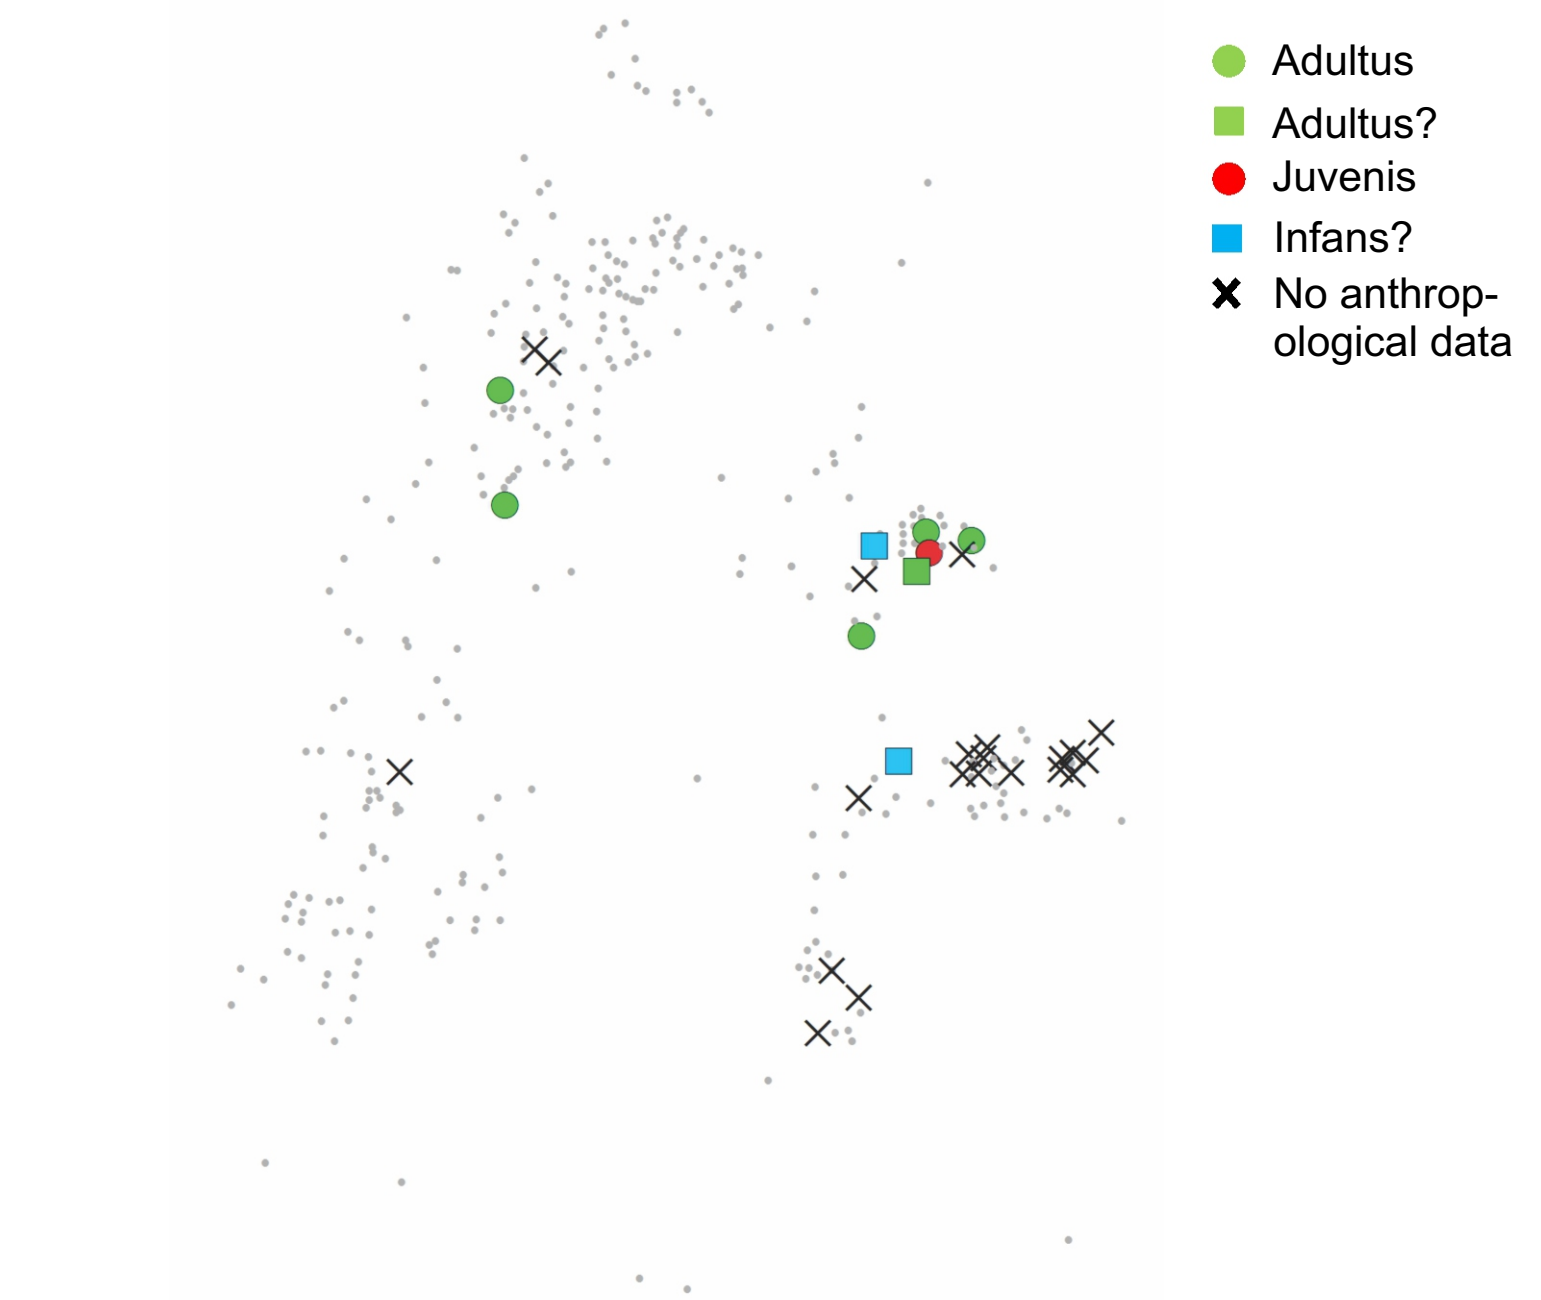 Adultus
Adultus?
Juvenis
Infans?
No anthrop-
ological data